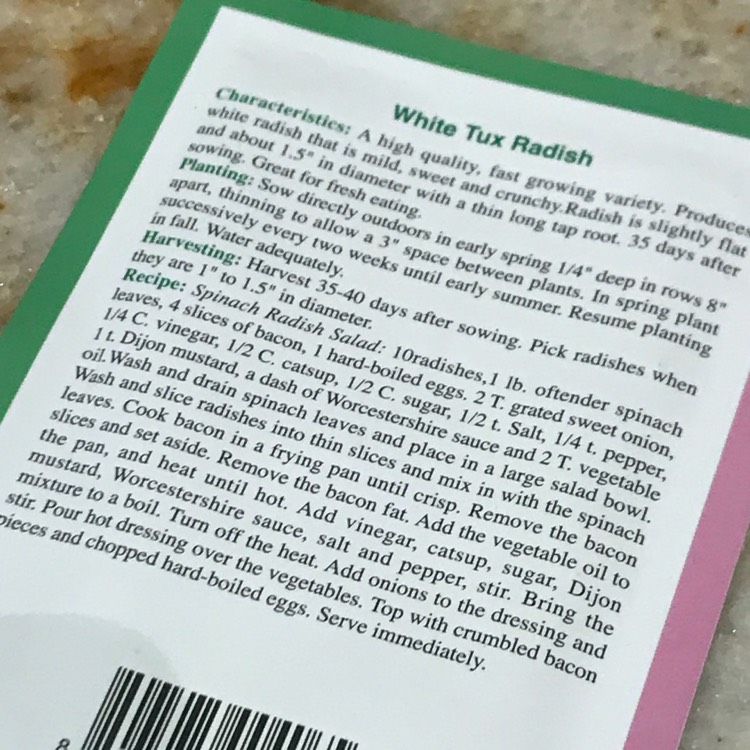 White Tux Radish
Characteristics: A high quality, fast growing variety. Produces
white radish that is mild, sweet and crunchy.Radish is slightly flat
and about 1.5" in diameter with a thin long tap root. 35 days after
sowing. Great for fresh eating.
Planting: Sow directly outdoors in early spring 1/4" deep in rows 8"
apart, thinning to allow a 3" space between plants. In spring plant
successively every two weeks until early summer. Resume planting
in fall. Water adequately.
Harvesting: Harvest 35-40 days after sowing. Pick radishes when
they are 1" to 1.5" in diameter.
Recipe: Spinach Radish Salad: 10radishes,1 lb. oftender spinach
leaves, 4 slices of bacon, 1 hard-boiled eggs. 2 T. grated sweet onion,
1/4 C. vinegar, 1/2 C. catsup, 1/2 C. sugar, 1/2 t. Salt, 1/4 t. pepper,
1 t. Dijon mustard, a dash of Worcestershire sauce and 2 T. vegetable
oil. Wash and drain spinach leaves and place in a large salad bowl.
Wash and slice radishes into thin slices and mix in with the spinach
leaves. Cook bacon in a frying pan until crisp. Remove the bacon
slices and set aside. Remove the bacon fat. Add the vegetable oil to
the pan, and heat until hot. Add vinegar, catsup, sugar, Dijon
mustard, Worcestershire sauce, salt and pepper, stir. Bring the
mixture to a boil. Turn off the heat. Add onions to the dressing and
stir. Pour hot dressing over the vegetables. Top with crumbled bacon
pieces and chopped hard-boiled eggs. Serve immediately.
8